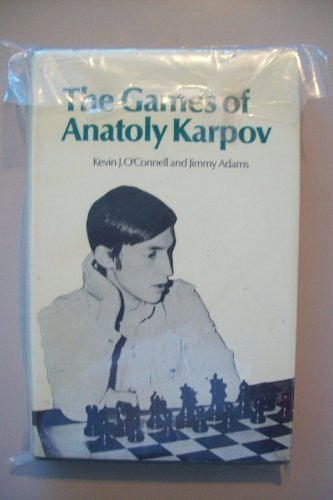 The Games of
Anatoly Karpov
Kevin J. O'Connell and Jimmy Adams